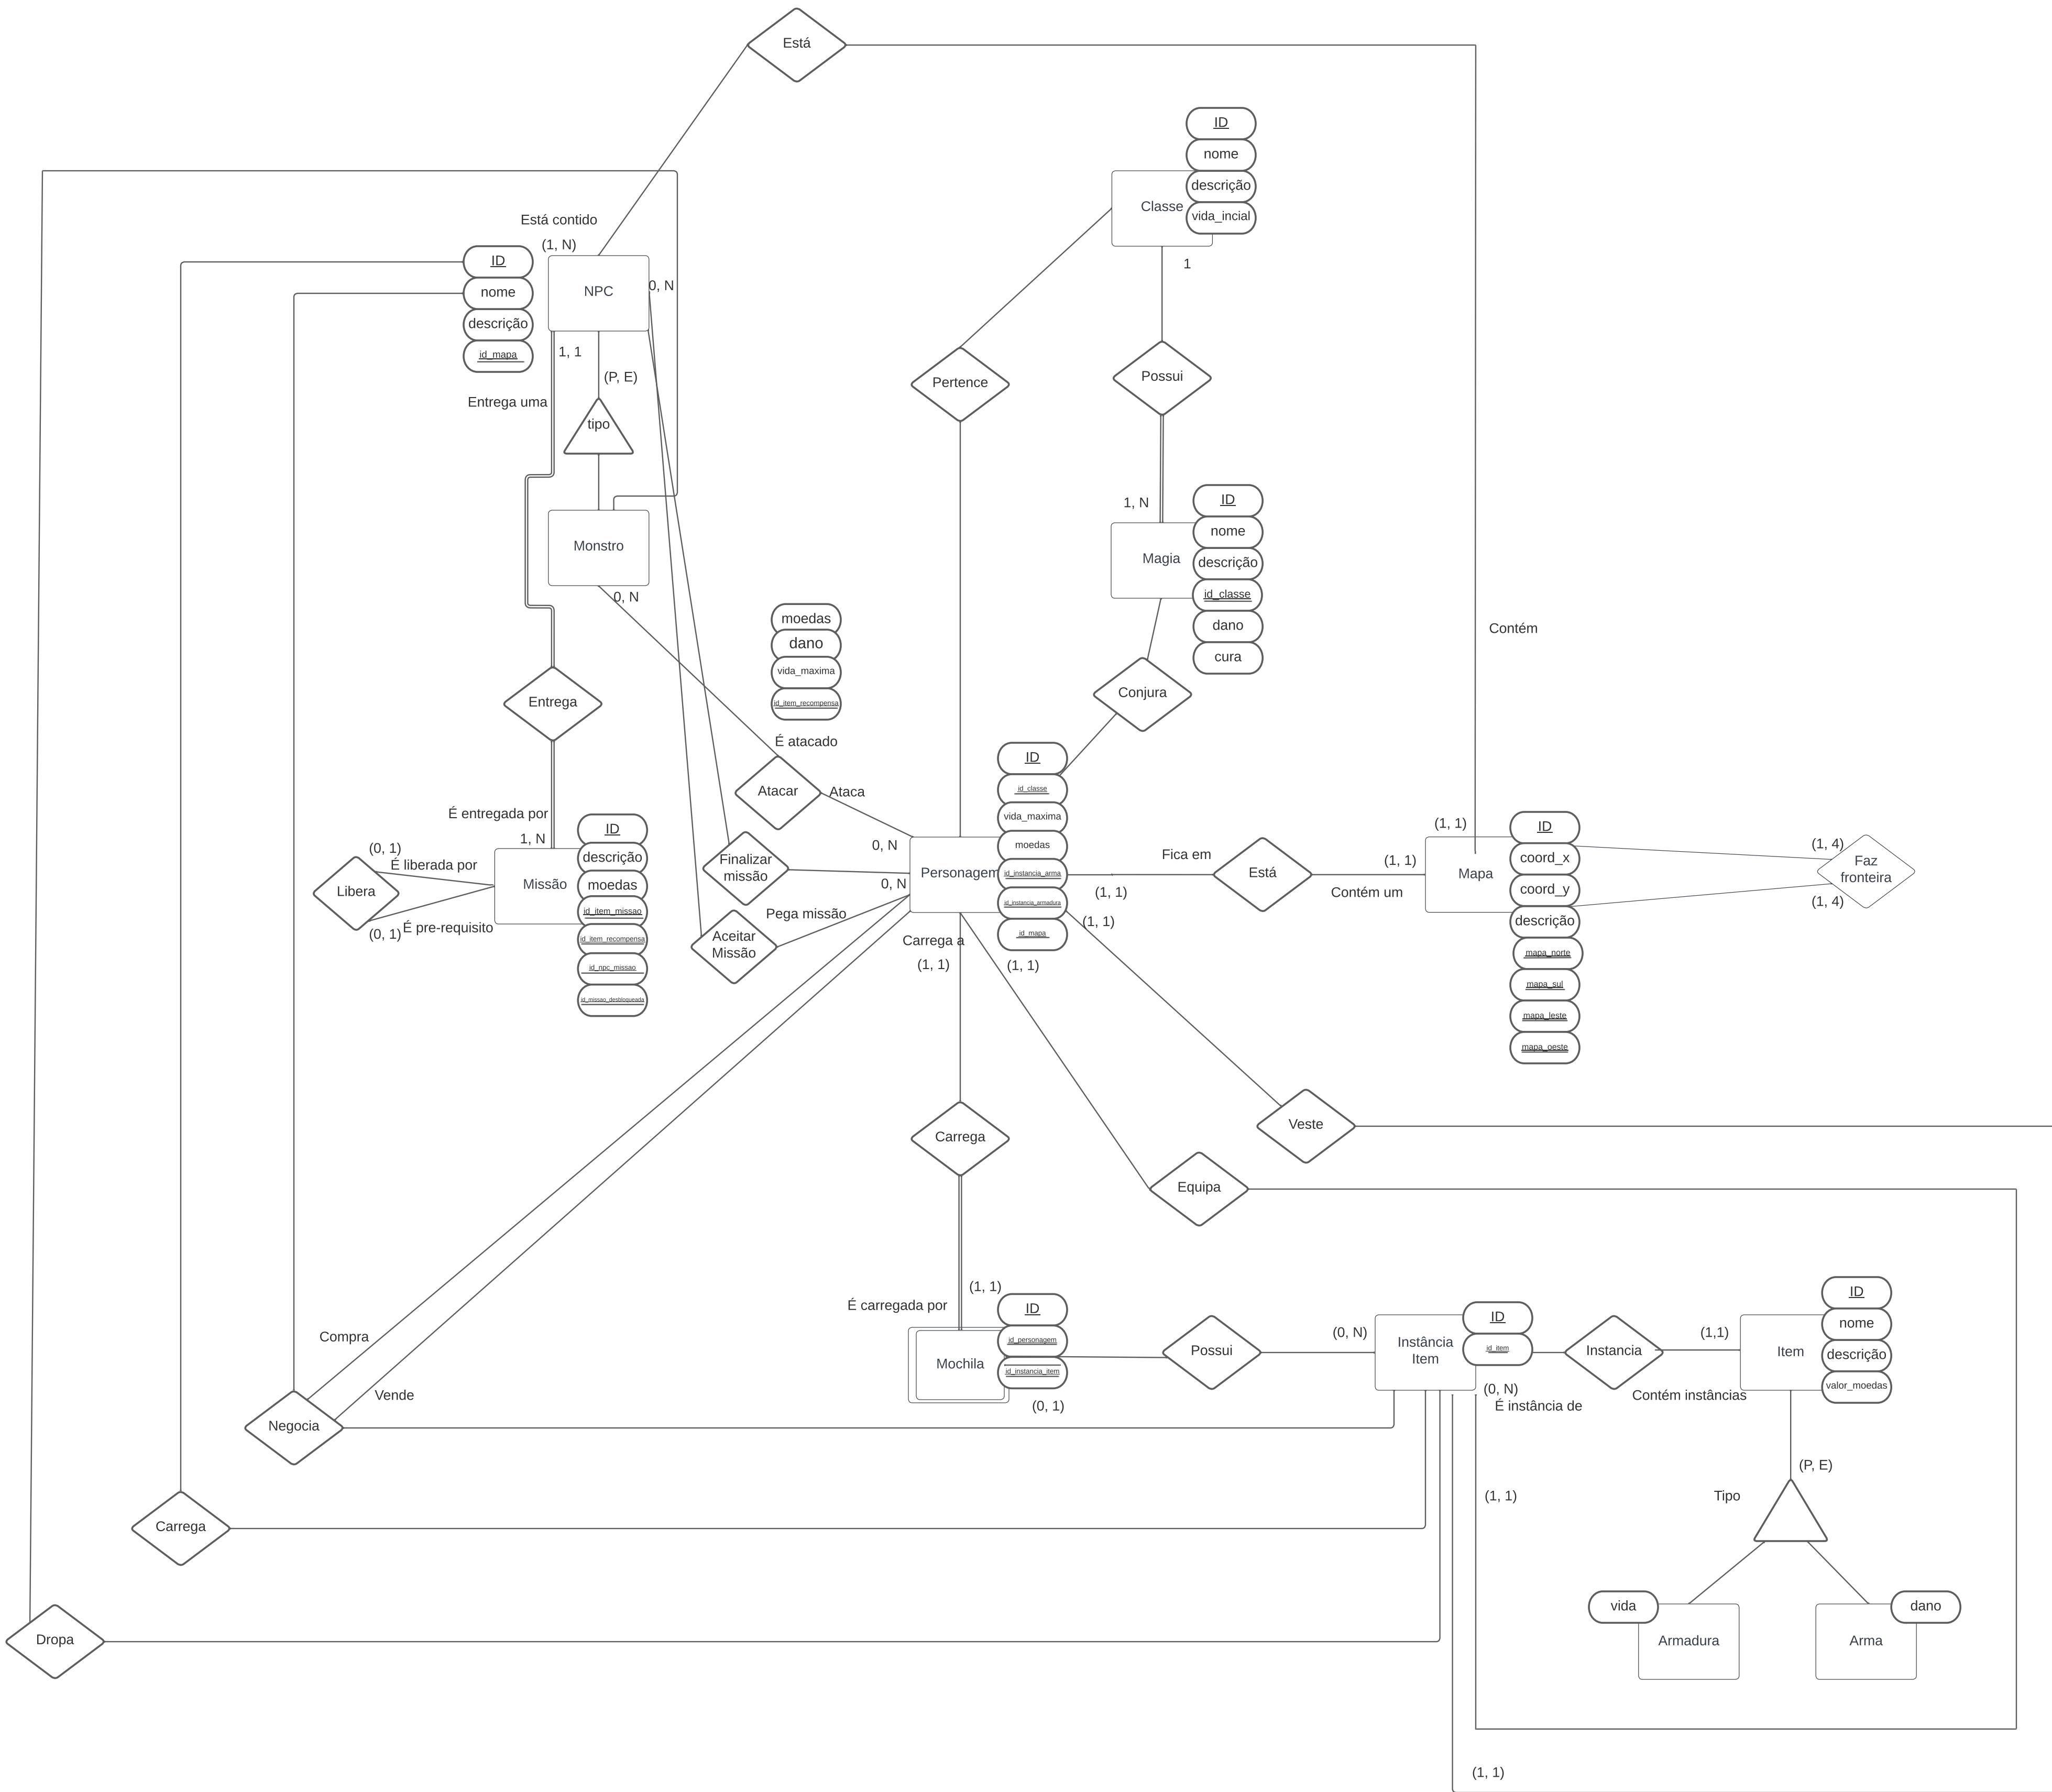 Está
ID
nome
descrição
vida_incial
Classe
1
Está contido
(1, N)
ID
nome
descrição
id_mapa
NPC
0, N
1, 1
(P, E)
Entrega uma
tipo
Pertence
Possui
1, N
ID
nome
descrição
id_classe
dano
cura
Magia
Monstro
0, N
moedas
dano
vida_maxima
id_item_recompensa
Contém
Entrega
Conjura
É atacado
Atacar
Ataca
ID
id_classe
vida_maxima
moedas
id_instancia_arma
id_instancia_armadura
id_mapa
Personagem
0, N
0, N
É entregada por
1, N
(0, 1)
É liberada por
Libera
(0, 1)
É pre-requisito
Missão
ID
descrição
moedas
id_item_missao
id_item_recompensa
id_npc_missao
id_missao_desbloqueada
Finalizar
missão
Pega missão
Aceitar
Missão
Fica em
(1, 1)
Está
(1, 1)
Contém um
(1, 1)
Mapa
ID
coord_x
coord_y
descrição
mapa_norte
mapa_sul
mapa_leste
mapa_oeste
(1, 4)
Faz
fronteira
(1, 4)
(1, 1)
Carrega a
(1, 1)
(1, 1)
Carrega
Veste
Equipa
(1, 1)
É carregada por
ID
id_personagem
id_instancia_item
Mochila
(0, 1)
Possui
(0, N)
Instância
Item
ID
id_item
(0, N)
É instância de
Instancia
(1,1)
Contém instâncias
Item
ID
nome
descrição
valor_moedas
Compra
Vende
Negocia
(P, E)
Tipo
(1, 1)
Carrega
vida
Armadura
dano
Arma
Dropa
(1, 1)